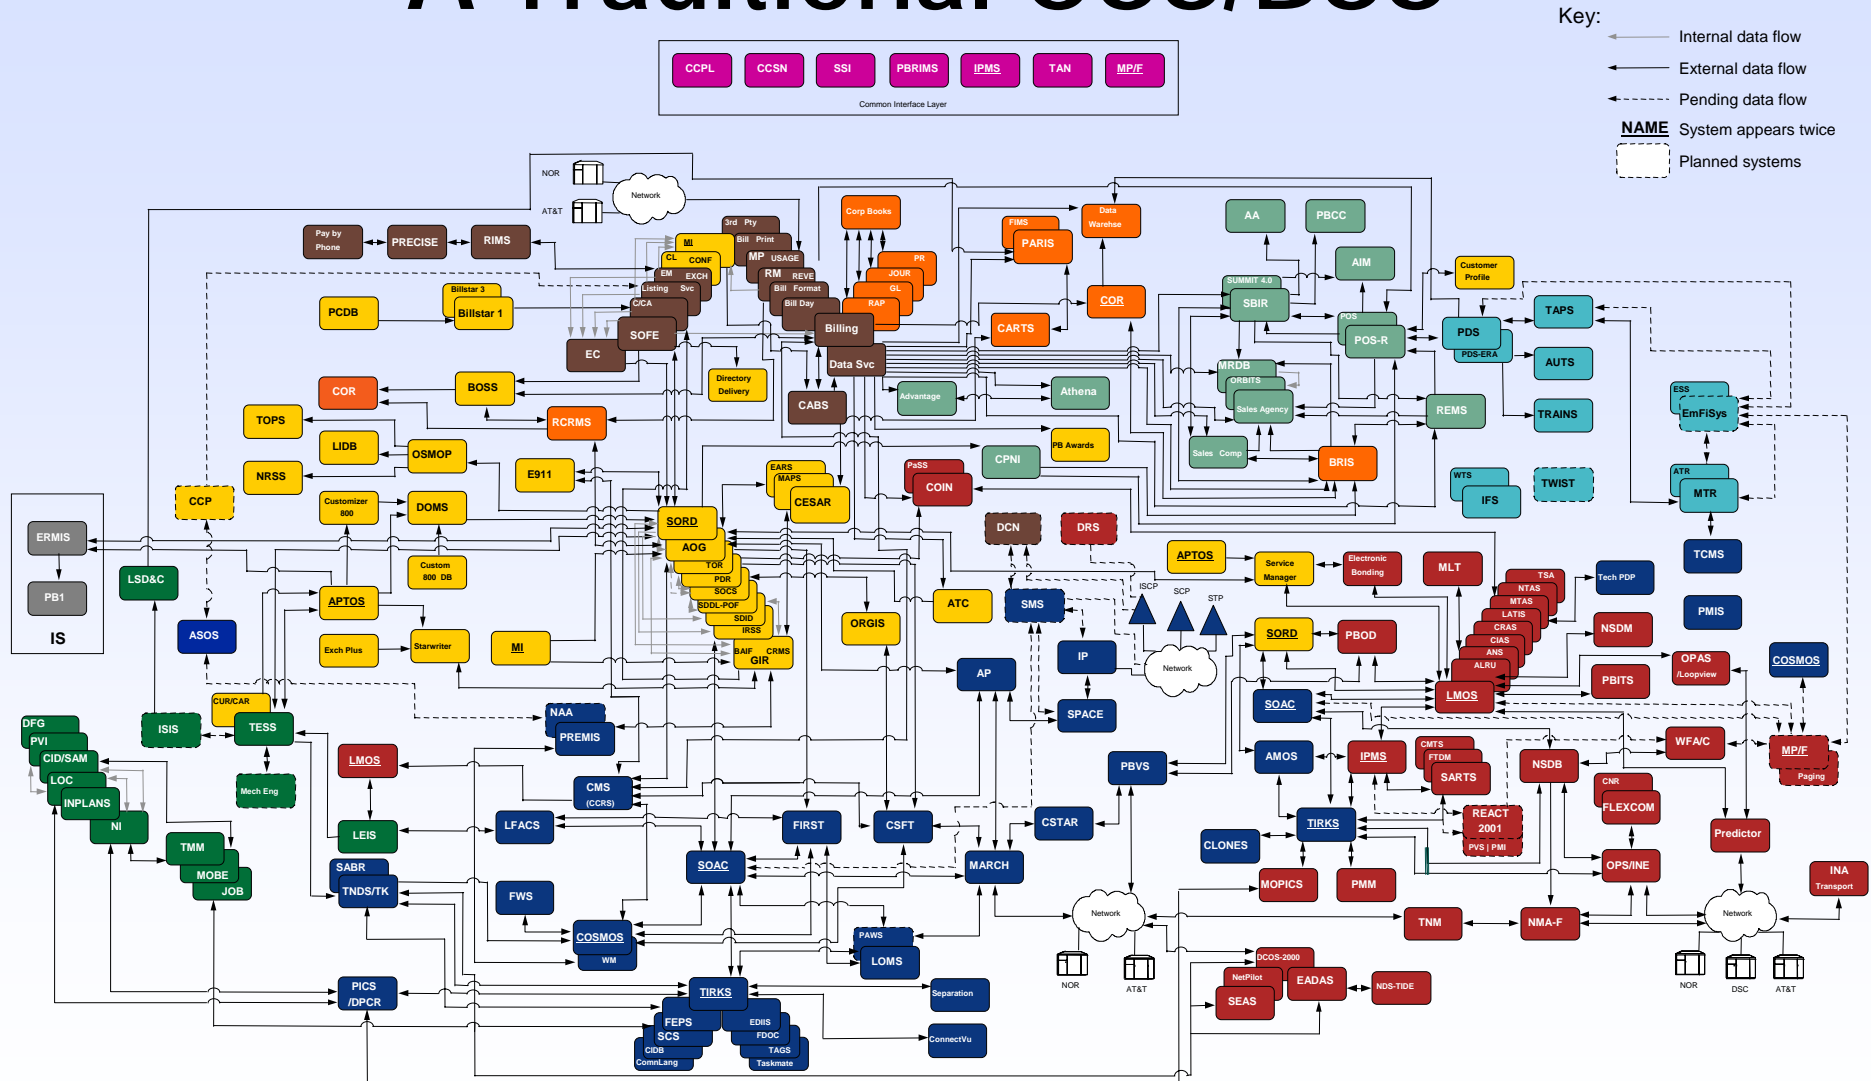 A Traditional OSS/BSS
Key:
Internal data flow
External data flow
Pending data flow
NAME System appears twice
Planned systems
CCPL CCSN SSI PBRIMS IPMS TAN MP/F
Common Interface Layer
NOR
AT&T
Network
Pay by
Phone
PRECISE
RIMS
3rd Pty
Bill Print
MP USAGE
RM REVE
Bill Format
Bill Day
Billing
Data Svc
MI
CL CONF
EM EXCH
Listing Svc
C/CA
SOFE
EC
Corp Books
PR
JOUR
GL
RAP
FIMS
PARIS
Data
Warehse
COR
CARTS
AA
PBCC
AIM
SUMMIT 4.0
SBIR
POS
POS-R
Customer
Profile
PDS
PDS-ERA
TAPS
AUTS
TRAINS
PCDB
Billstar 3
Billstar 1
COR
BOSS
RCRMS
Directory
Delivery
CABS
Advantage
Athena
MRDB
ORBITS
Sales Agency
Sales Comp
REMS
BRIS
ESS
EmFiSys
TOPS
LIDB
NRSS
OSMOP
E911
EARS
MAPS
CESAR
PaSS
COIN
CPNI
PB Awards
WTS
IFS
TWIST
ATR
MTR
TCMS
PMIS
CCP
Customizer
800
DOMS
Custom
800 DB
ERMIS
PB1
IS
LSD&C
APTOS
ASOS
Exch Plus
Starwriter
MI
SORD
AOG
TOR
PDR
SOCS
SDDL-POF
SDID
IRSS
BAIF CRMS
GIR
ORGIS
ATC
DCN
DRS
SMS
ISCP
SCP
STP
IP
SPACE
Network
APTOS
Service
Manager
Electronic
Bonding
MLT
TSA
NTAS
MTAS
LATIS
CRAS
CIAS
ANS
ALRU
LMOS
Tech PDP
NSDM
SORD
PBOD
OPAS
/Loopview
PBITS
COSMOS
SOAC
AMOS
IPMS
CMTS
FTDM
SARTS
NSDB
WFA/C
MP/F
Paging
CUR/CAR
TESS
ISIS
Mech Eng
DFG
PVI
CID/SAM
LOC
INPLANS
NI
TMM
MOBE
JOB
LMOS
LEIS
NAA
PREMIS
CMS
(CCRS)
LFACS
FIRST
CSFT
AP
PBVS
CSTAR
MARCH
SOAC
SABR
TNDS/TK
FWS
COSMOS
WM
PAWS
LOMS
TIRKS
CLONES
MOPICS
PMM
REACT
2001
PVS | PMI
CNR
FLEXCOM
OPS/INE
Predictor
INA
Transport
Network
NOR
AT&T
TNM
NMA-F
Network
NOR
DSC
AT&T
DCOS-2000
NetPilot
SEAS
EADAS
NDS-TIDE
PICS
/DPCR
TIRKS
FEPS
SCS
CIDB
ComnLang
EDIIS
FDOC
TAGS
Taskmate
Separation
ConnectVu